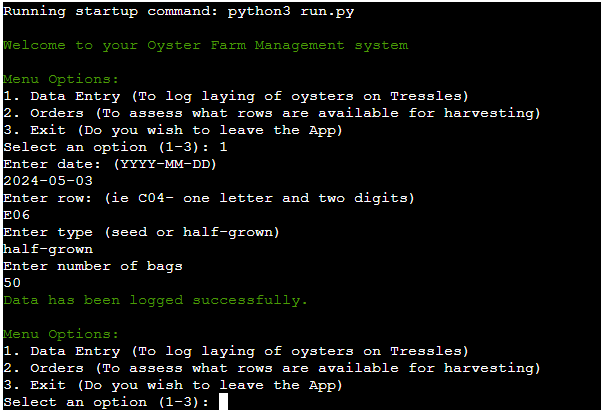 Running startup command: python3 run.py
Welcome to your Oyster Farm Management system
Menu Options:
1. Data Entry (To log laying of oysters on Tressles)
2. Orders (To assess what rows are available for harvesting)
3. Exit (Do you wish to leave the App)
Select an option (1-3): 1
Enter date: (YYYY-MM-DD)
2024-05-03
Enter row: (ie C04- one letter and two digits)
E06
Enter type (seed or half-grown)
half-grown
Enter number of bags
50
Data has been logged successfully.
Menu Options:
1. Data Entry (To log laying of oysters on Tressles)
2. Orders (To assess what rows are available for harvesting)
3. Exit (Do you wish to leave the App)
Select an option (1-3):